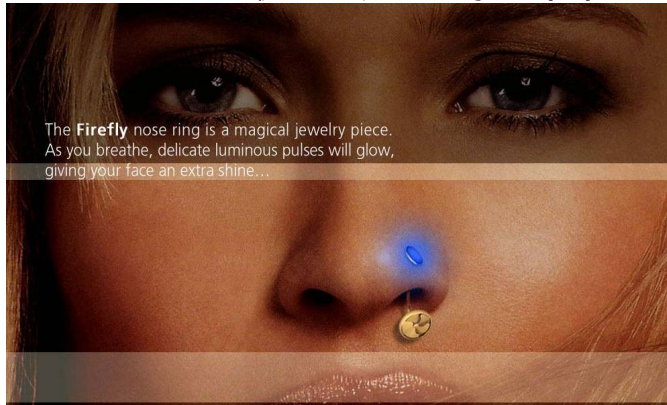 The Firefly nose ring is a magical jewelry piece.
As you breathe, delicate luminous pulses will glow,
giving your face an extra shine...